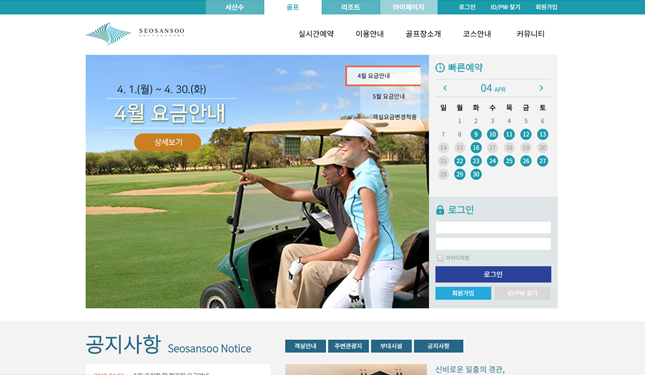 서산수 골프 리조트 마이페이지 로그인 ID/PW 찾기 회원가입
SEOSANSOO
실시간예약 이용안내 골프장소개 코스안내 커뮤니티
4. 1.(월) ~ 4. 30.(화)
4월 요금안내
상세보기
4월 요금안내
5월 요금안내
객실요금변경적용
빠른예약
04 APR
일 월 화 수 목 금 토
1 2 3 4 5 6
7 8 9 10 11 12 13
14 15 16 17 18 19 20
21 22 23 24 25 26 27
28 29 30
로그인
아이디저장
로그인
회원가입 ID/PW 찾기
공지사항 Seosansoo Notice
객실안내 주변관광지 부대시설 공지사항
신비로운 일출의 경관,